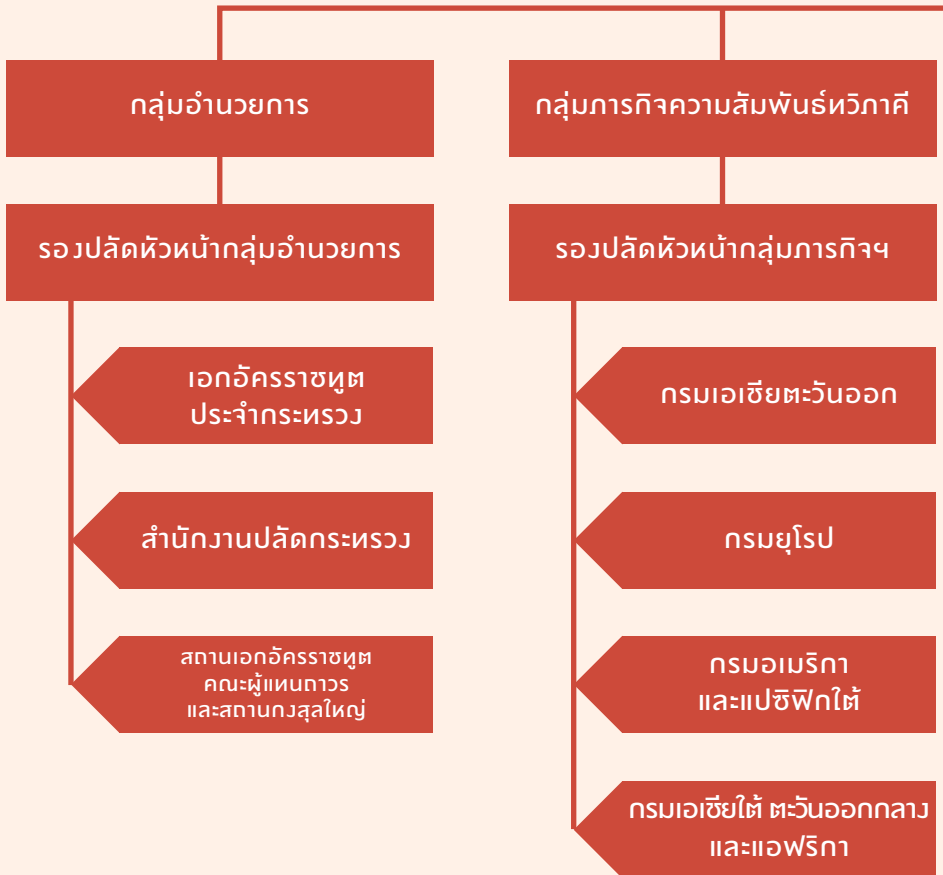 กลุ่มอำนวยการ
รองปลัดหัวหน้ากลุ่มอำนวยการ
เอกอัครราชทูต
ประจำกระทรวง
สำนักงานปลัดกระทรวง
สถานเอกอัครราชทูต
คณะผู้แทนถาวร
และสถานกงสุลใหญ่
กลุ่มภารกิจความสัมพันธ์ทวิภาคี
รองปลัดหัวหน้ากลุ่มภารกิจฯ
กรมเอเชียตะวันออก
กรมยุโรป
กรมอเมริกา
และแปซิฟิกใต้
กรมเอเชียใต้ ตะวันออกกลาง
และแอฟริกา